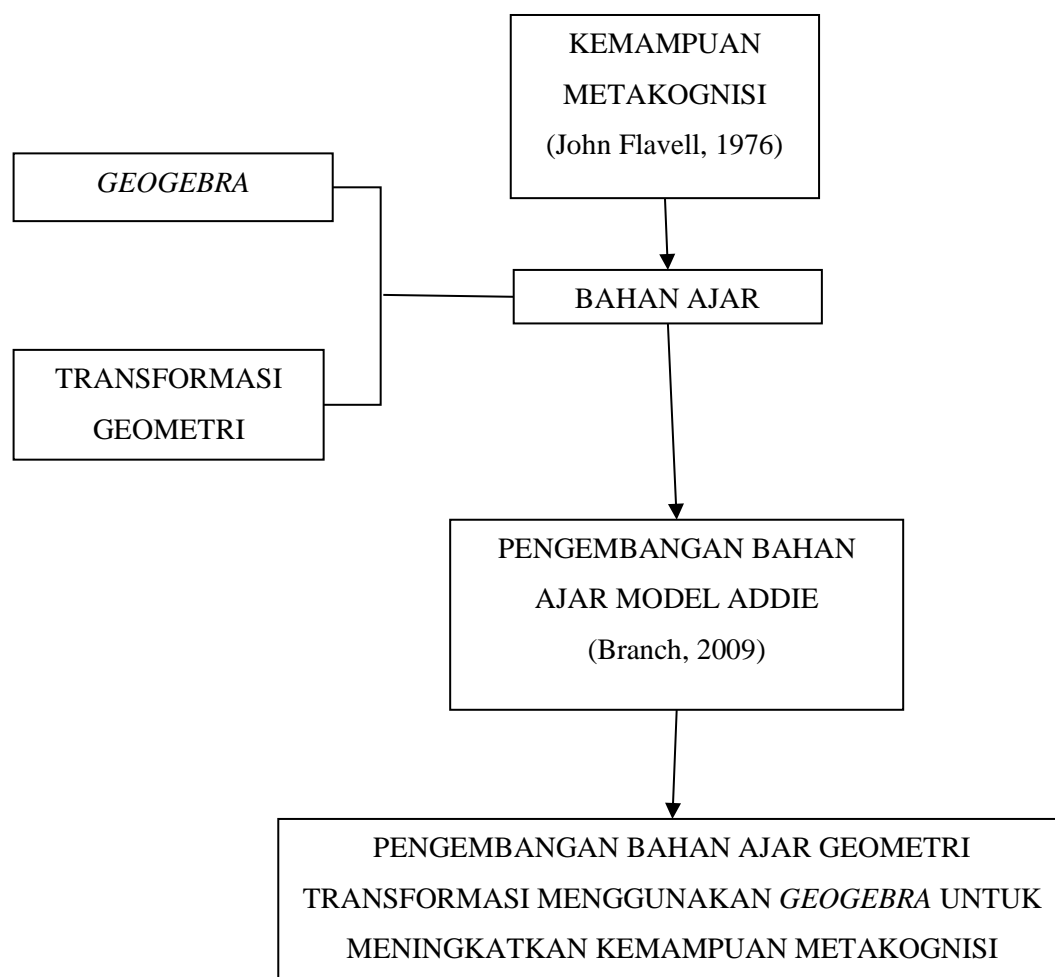 KEMAMPUAN
METAKOGNISI
(John Flavell, 1976)
GEOGEBRA
BAHAN AJAR
TRANSFORMASI
GEOMETRI
PENGEMBANGAN BAHAN
AJAR MODEL ADDIE
(Branch, 2009)
PENGEMBANGAN BAHAN AJAR GEOMETRI
TRANSFORMASI MENGGUNAKAN GEOGEBRA UNTUK
MENINGKATKAN KEMAMPUAN METAKOGNISI